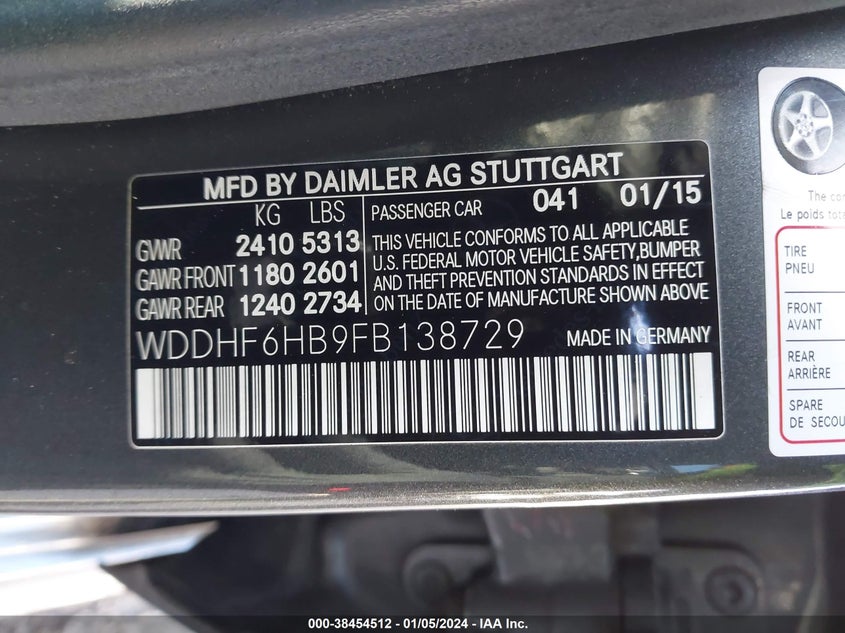 MFD BY DAIMLER AG STUTTGART
KG LBS
GVWR 2410 5313
GAWR FRONT 1180 2601
GAWR REAR 1240 2734
PASSENGER CAR 041 01/15
THIS VEHICLE CONFORMS TO ALL APPLICABLE
U.S. FEDERAL MOTOR VEHICLE SAFETY,BUMPER
AND THEFT PREVENTION STANDARDS IN EFFECT
ON THE DATE OF MANUFACTURE SHOWN ABOVE
WDDHF6HB9FB138729 MADE IN GERMANY
The
Le poids
TIRE
PNEU
FRONT
AVANT
REAR
ARRIÈRE
SPARE
DE
000-38454512 - 01/05/2024 - IAA Inc.